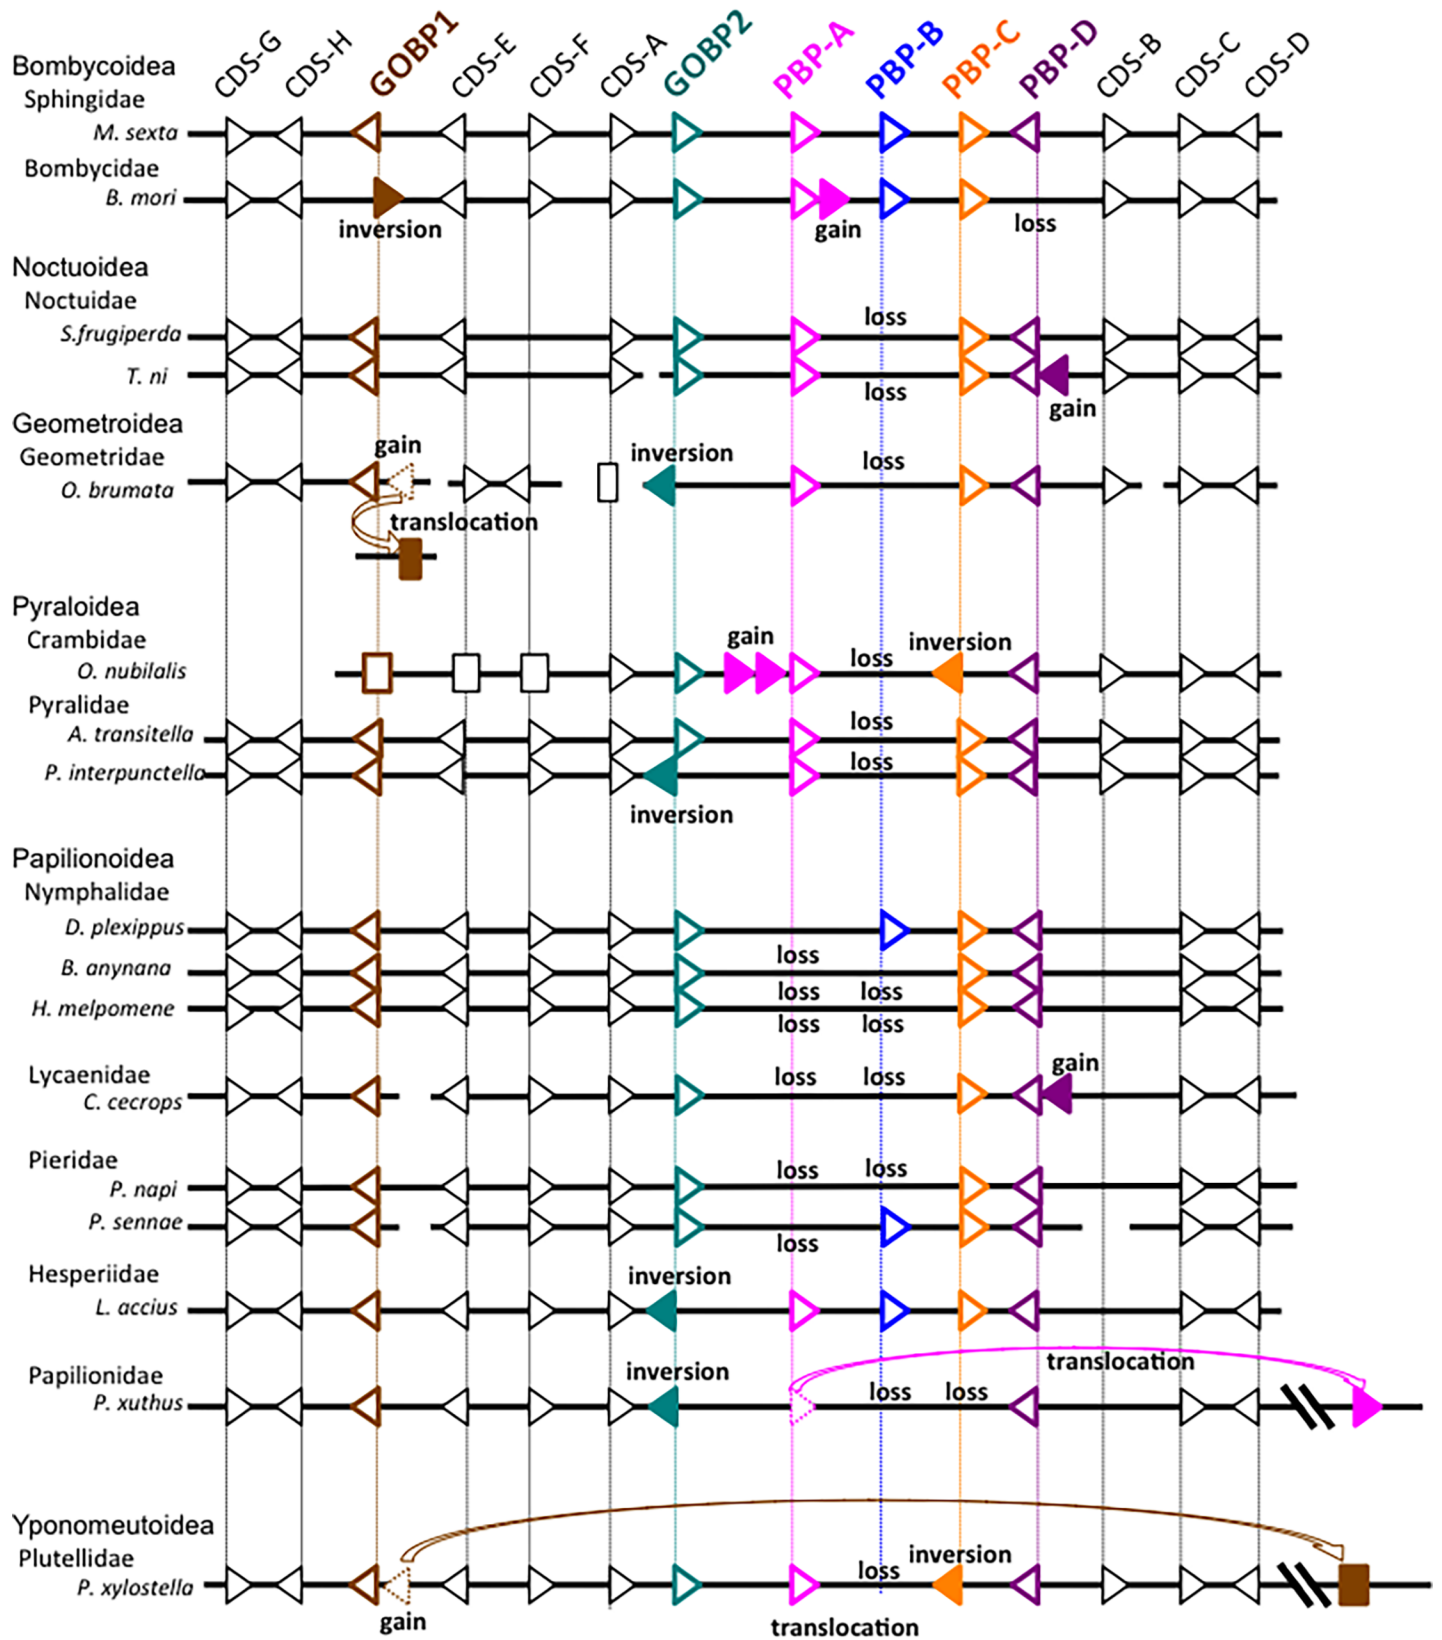 CDS-G CDS-H GOBP1 CDS-E CDS-F CDS-A GOBP2 PBP-A PBP-B PBP-C PBP-D CDS-B CDS-C CDS-D
Bombycoidea
Sphingidae
M. sexta
Bombycidae
B. mori
inversion gain loss
Noctuoidea
Noctuidae
loss
S.frugiperda
T. ni
loss
gain
Geometroidea
gain
Geometridae inversion loss
O. brumata
translocation
Pyraloidea
Crambidae gain inversion
O. nubilalis loss
Pyralidae
loss
A. transitella
P. interpunctella loss
inversion
Papilionoidea
Nymphalidae
D. plexippus
loss
B. anynana
loss loss
H. melpomene
loss loss
gain
Lycaenidae loss loss
C. cecrops
Pieridae loss loss
P. napi
P. sennae
loss
Hesperiidae inversion
L. accius
translocation
Papilionidae inversion
P. xuthus loss loss
Yponomeutoidea
Plutellidae inversion
P. xylostella loss
gain translocation